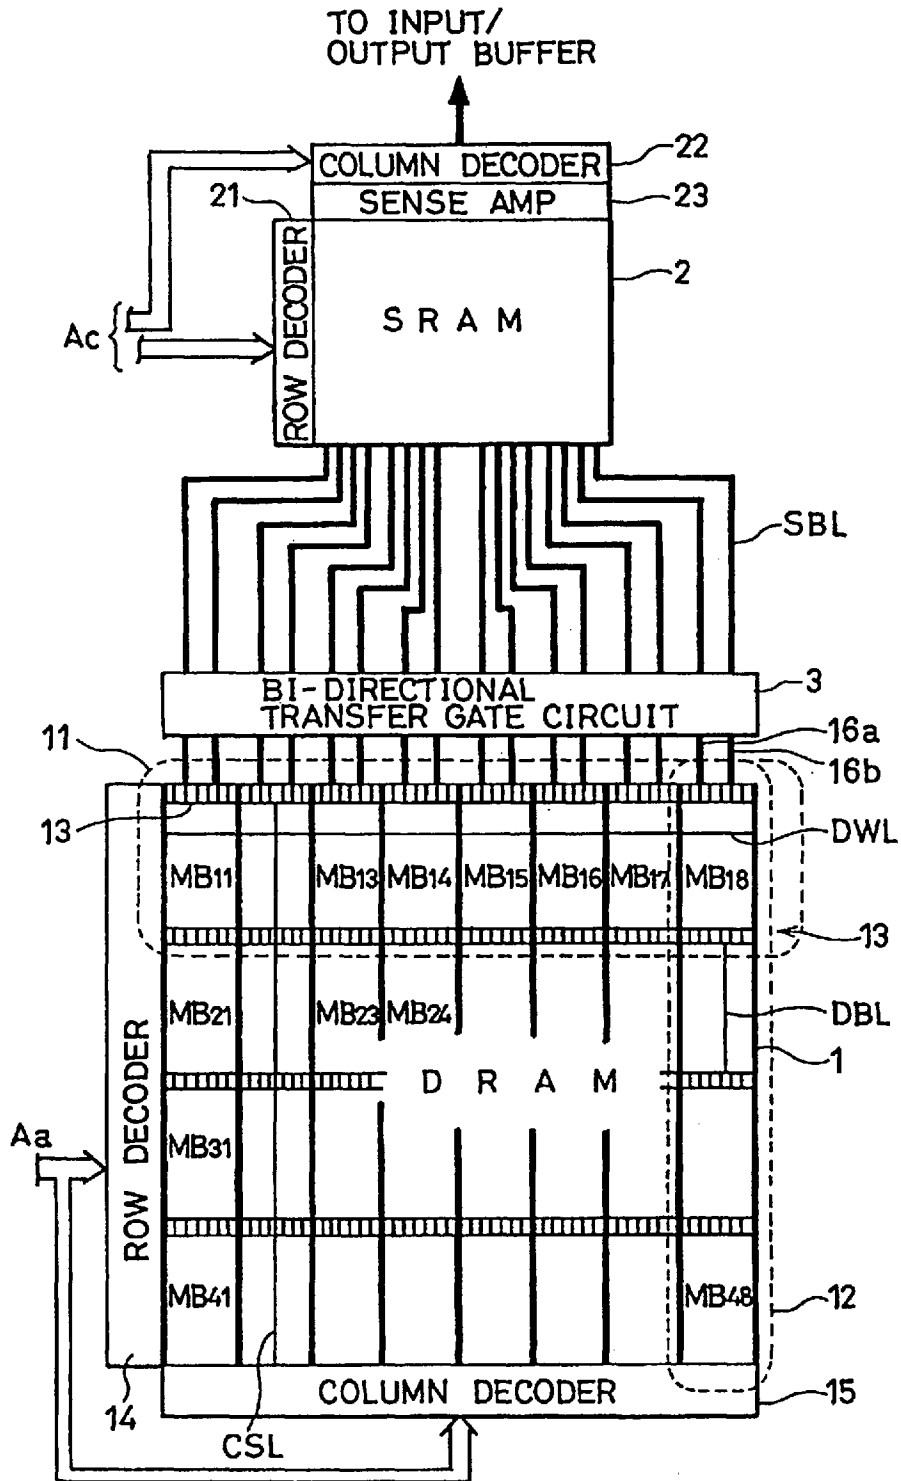 TO INPUT/
OUTPUT BUFFER
COLUMN DECODER
22
SENSE AMP
23
21
ROW DECODER
SRAM
2
Ac
SBL
BI-DIRECTIONAL
TRANSFER GATE CIRCUIT
3
16a
16b
11
13
DWL
MB11
MB13
MB14
MB15
MB16
MB17
MB18
13
MB21
MB23
MB24
DBL
DRAM
1
ROW DECODER
Aa
MB31
MB41
MB48
12
14
COLUMN DECODER
15
CSL